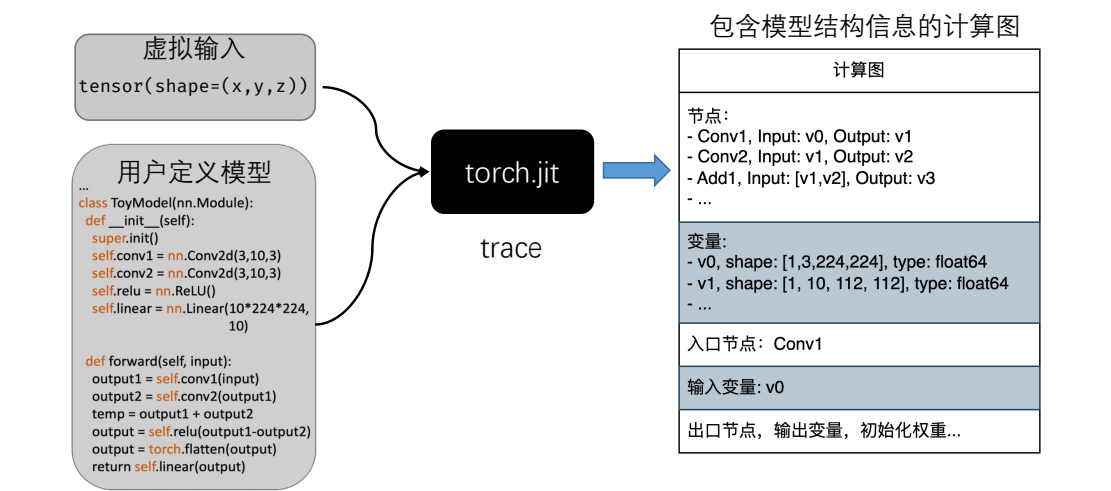 虚拟输入
tensor(shape=(x,y,z))
用户定义模型
...
class ToyModel(nn.Module):
def __init__(self):
super.init()
self.conv1 = nn.Conv2d(3,10,3)
self.conv2 = nn.Conv2d(3,10,3)
self.relu = nn.ReLU()
self.linear = nn.Linear(10*224*224,
10)
def forward(self, input):
output1 = self.conv1(input)
output2 = self.conv2(output1)
temp = output1 + output2
output = self.relu(output1-output2)
output = torch.flatten(output)
return self.linear(output)
torch.jit
trace
包含模型结构信息的计算图
计算图
节点：
- Conv1, Input: v0, Output: v1
- Conv2, Input: v1, Output: v2
- Add1, Input: [v1,v2], Output: v3
- ...
变量:
- v0, shape: [1,3,224,224], type: float64
- v1, shape: [1, 10, 112, 112], type: float64
- ...
入口节点：Conv1
输入变量: v0
出口节点，输出变量，初始化权重...